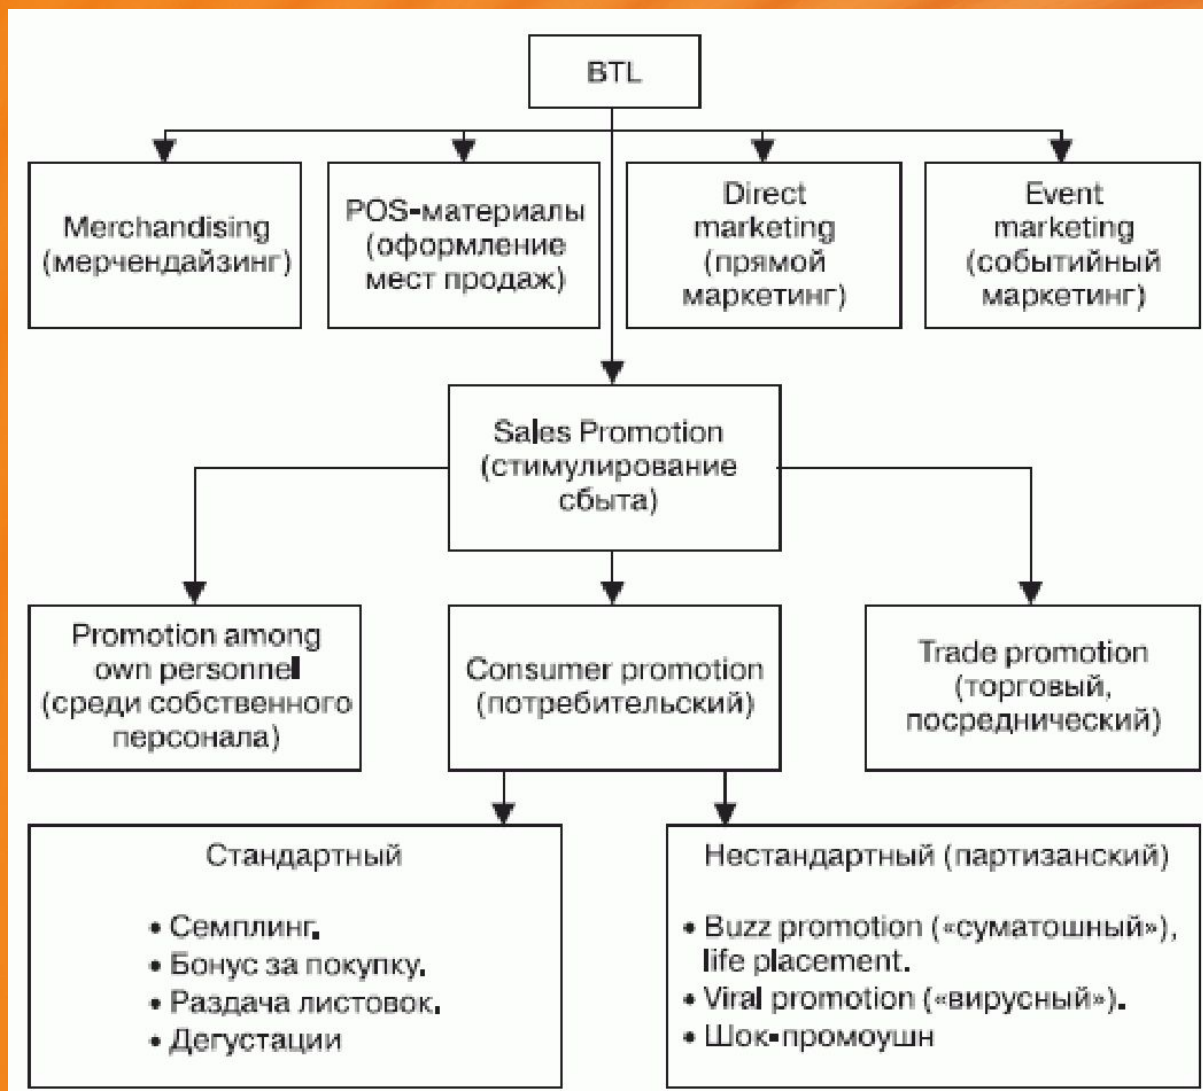 BTL
Merchandising
(мерчендайзинг)
POS-материалы
(оформление
мест продаж)
Direct
marketing
(прямой
маркетинг)
Event
marketing
(событийный
маркетинг)
Sales Promotion
(стимулирование
сбыта)
Promotion among
own personnel
(среди собственного
персонала)
Consumer promotion
(потребительский)
Trade promotion
(торговый,
посреднический)
Стандартный
• Семплинг.
• Бонус за покупку.
• Раздача листовок.
• Дегустации
Нестандартный (партизанский)
• Buzz promotion («суматошный»),
life placement.
• Viral promotion («вирусный»).
• Шок-промоушн